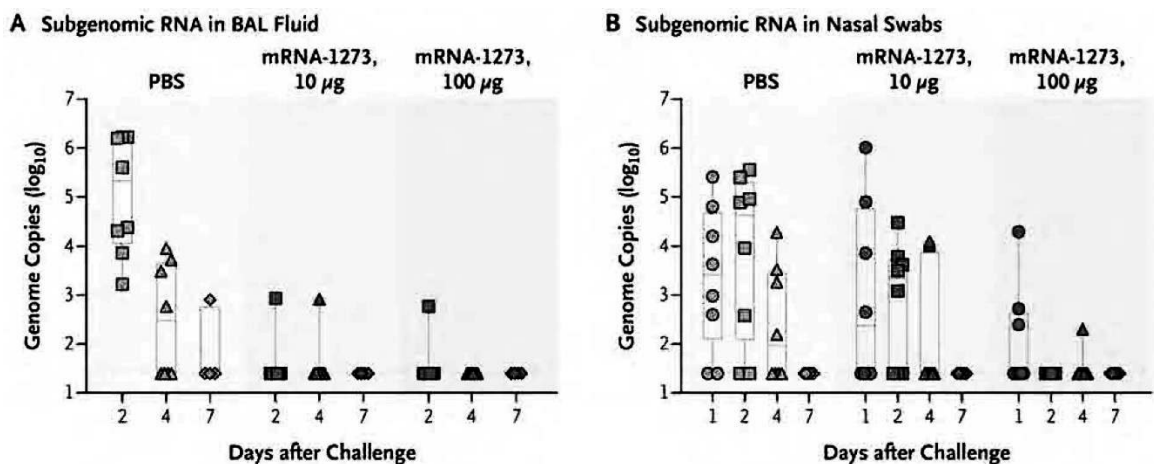 A Subgenomic RNA in BAL Fluid
PBS
mRNA-1273,
10 µg
mRNA-1273,
100 µg
Genome Copies (log10)
7
6
5
4
3
2
1
2 4 7 2 4 7 2 4 7
Days after Challenge
B Subgenomic RNA in Nasal Swabs
PBS
mRNA-1273,
10 µg
mRNA-1273,
100 µg
Genome Copies (log10)
7
6
5
4
3
2
1
1 2 4 7 1 2 4 7 1 2 4 7
Days after Challenge